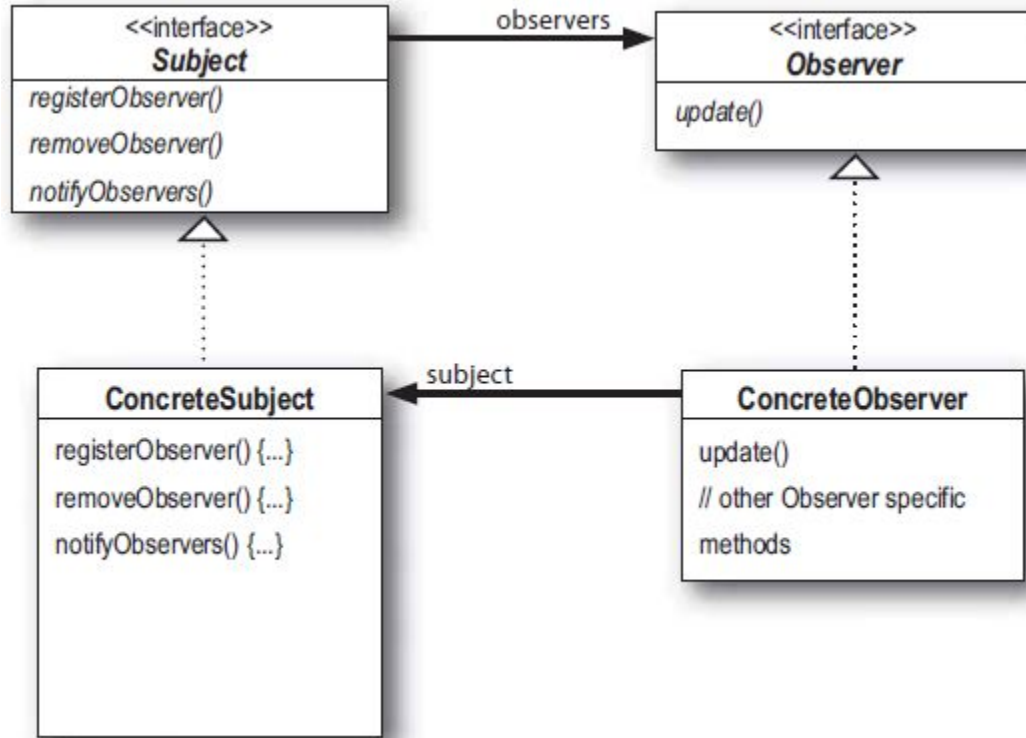 <<interface>>
Subject
registerObserver()
removeObserver()
notifyObservers()
observers
<<interface>>
Observer
update()
ConcreteSubject
registerObserver() {...}
removeObserver() {...}
notifyObservers() {...}
subject
ConcreteObserver
update()
// other Observer specific
methods